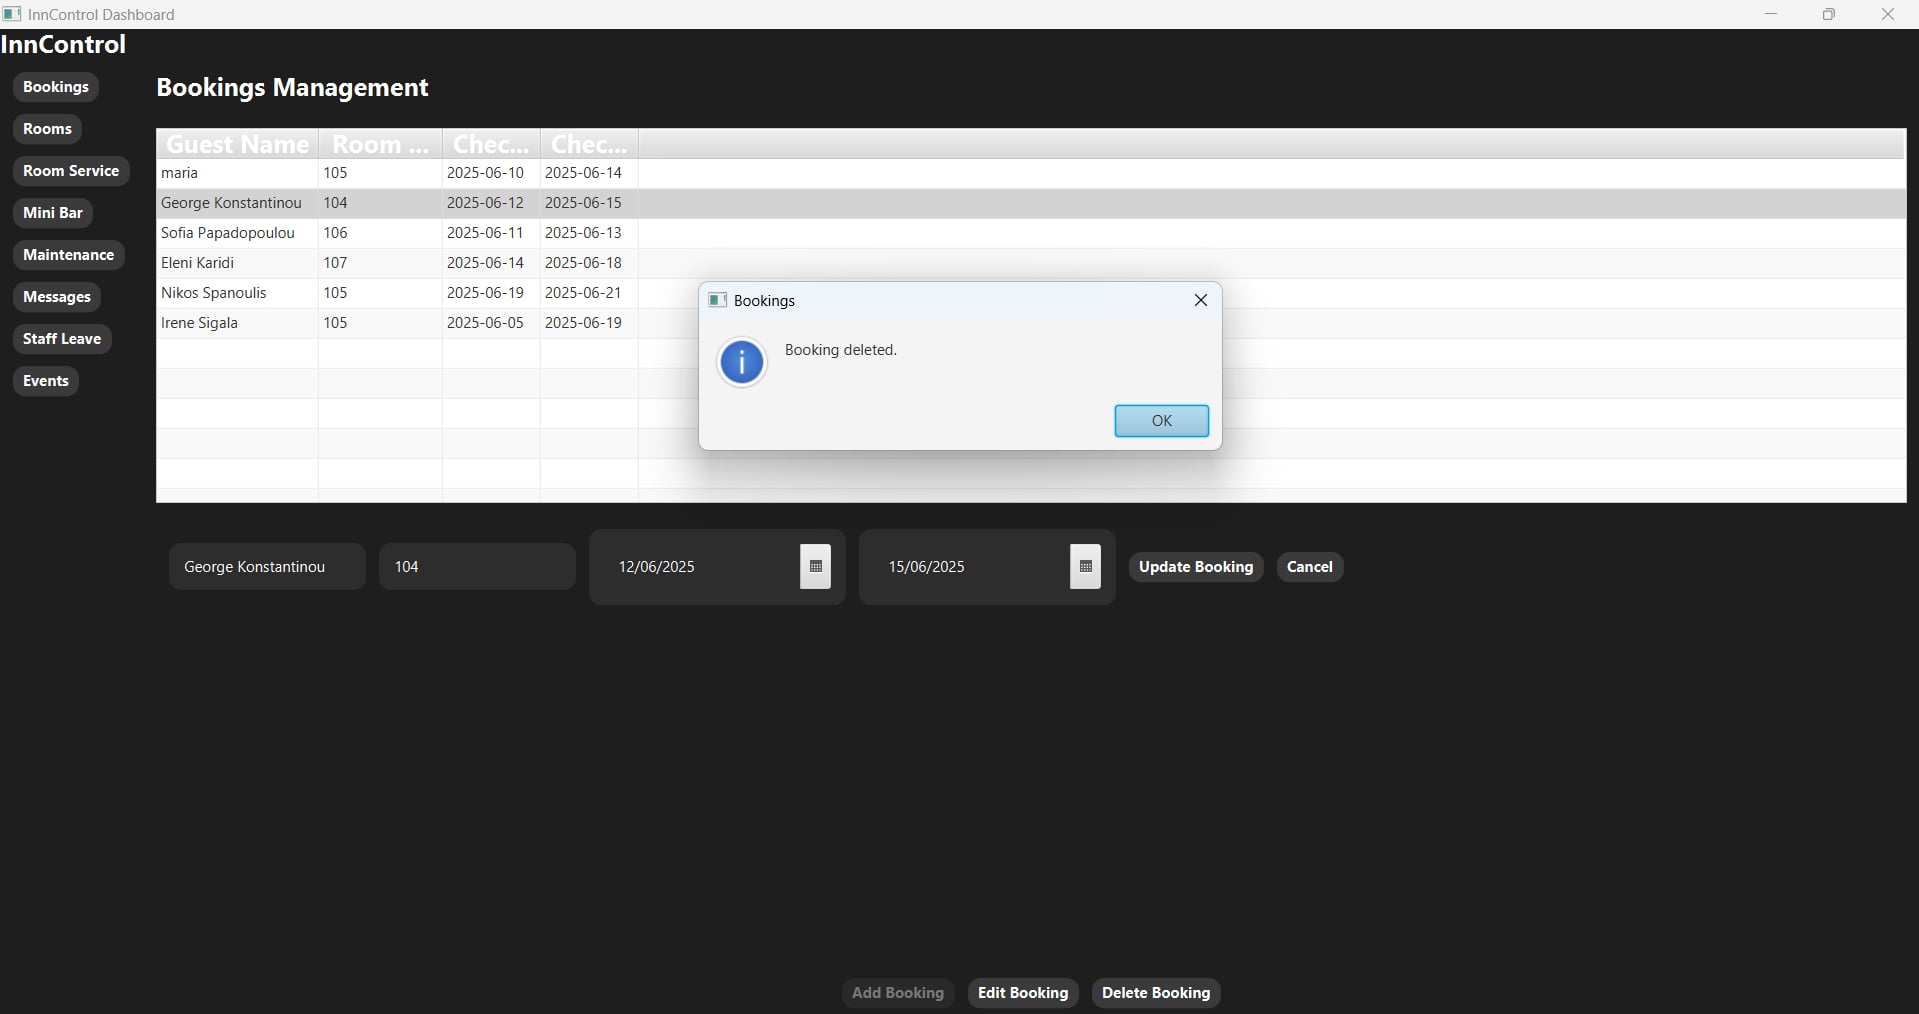 InnControl Dashboard
InnControl
Bookings
Rooms
Room Service
Mini Bar
Maintenance
Messages
Staff Leave
Events
Bookings Management
Guest Name Room ... Chec... Chec...
maria 105 2025-06-10 2025-06-14
George Konstantinou 104 2025-06-12 2025-06-15
Sofia Papadopoulou 106 2025-06-11 2025-06-13
Eleni Karidi 107 2025-06-14 2025-06-18
Nikos Spanoulis 105 2025-06-19 2025-06-21
Irene Sigala 105 2025-06-05 2025-06-19
Bookings
Booking deleted.
OK
George Konstantinou 104 12/06/2025 15/06/2025 Update Booking Cancel
Add Booking Edit Booking Delete Booking